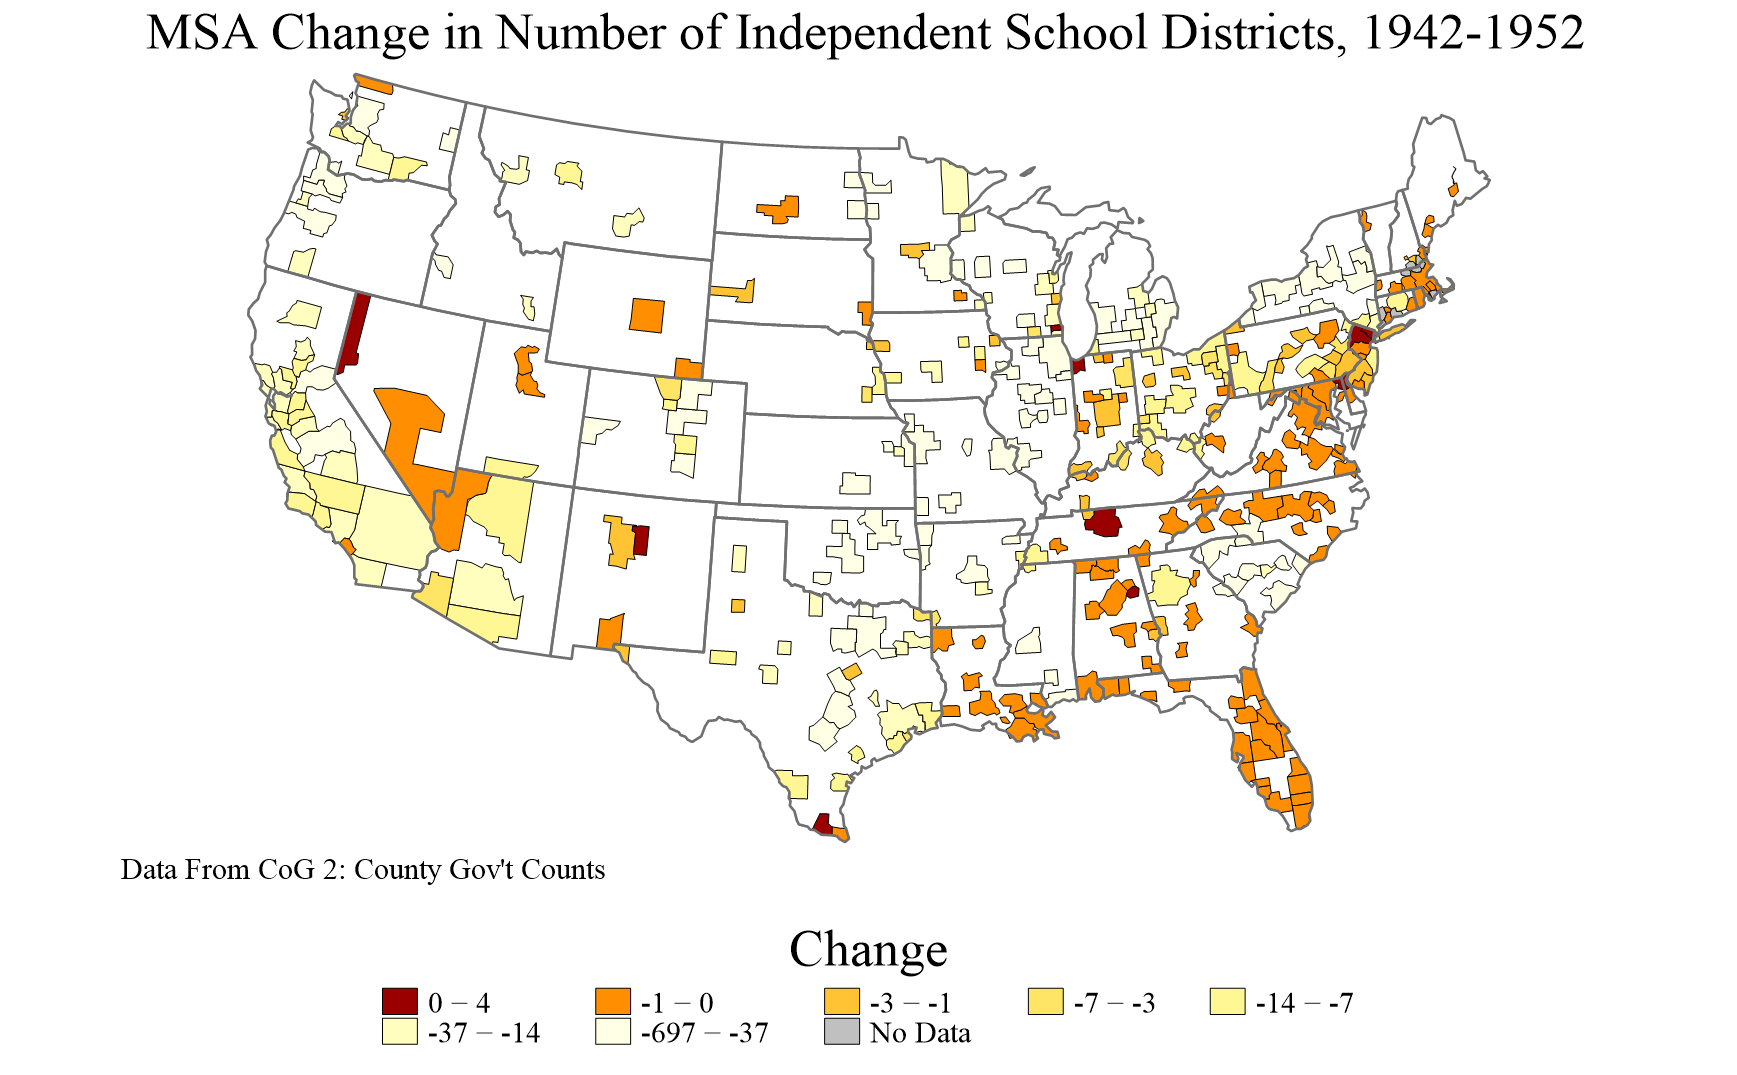 MSA Change in Number of Independent School Districts, 1942-1952
Data From CoG 2: County Gov't Counts
Change
0 – 4 -1 – 0 -3 – -1 -7 – -3 -14 – -7
-37 – -14 -697 – -37 No Data